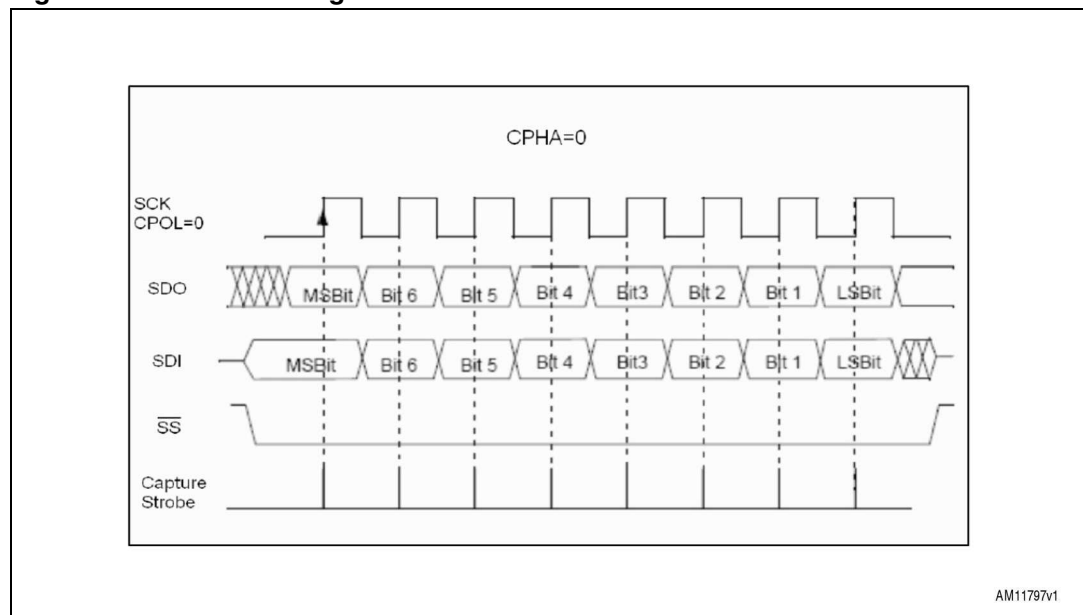 CPHA=0
SCK
CPOL=0
SDO MSBit Bit 6 Bit 5 Bit 4 Bit3 Bit 2 Bit 1 LSBit
SDI MSBit Bit 6 Bit 5 Bit 4 Bit3 Bit 2 Bit 1 LSBit
SS
Capture
Strobe
AM11797v1